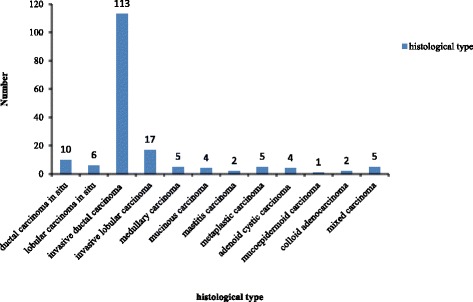 120
100
80
60
40
20
0
Number
10
6
113
17
5
4
2
5
4
1
2
5
ductal carcinoma in situ
lobular carcinoma in situ
invasive ductal carcinoma
invasive lobular carcinoma
medullary carcinoma
mucinous carcinoma
mastitis carcinoma
metaplastic carcinoma
adenoid cystic carcinoma
mucoepidermoid carcinoma
colloid adenocarcinoma
mixed carcinoma
histological type
histological type